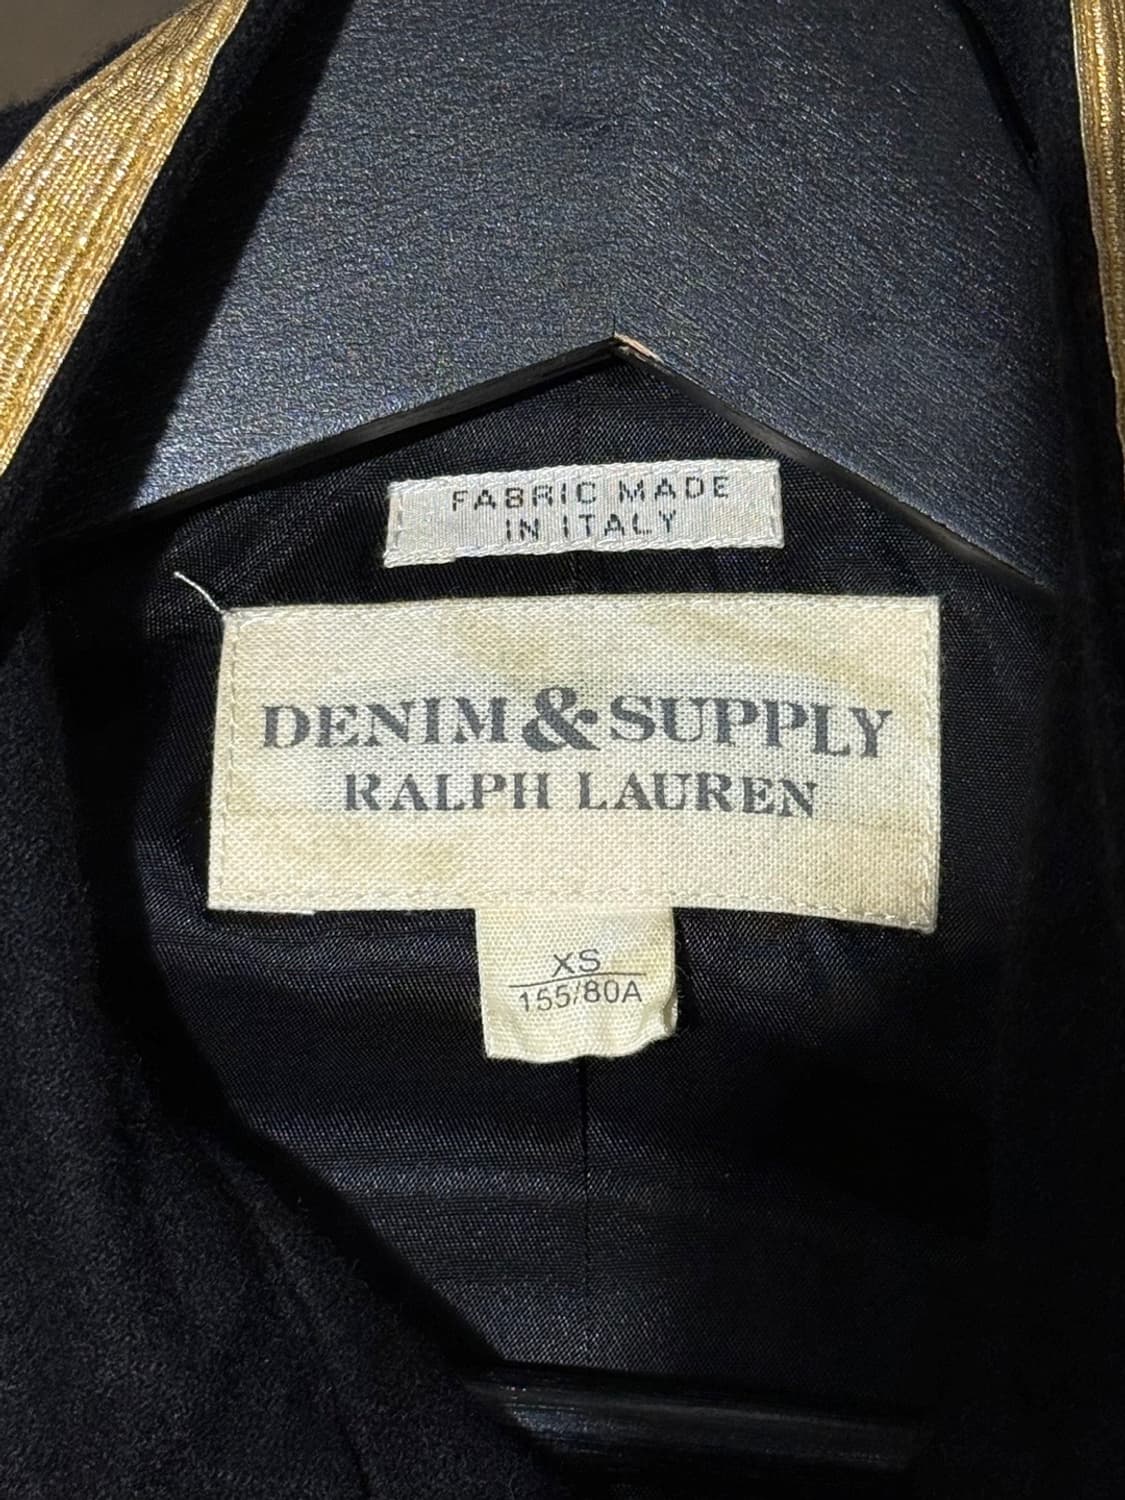 FABRIC MADE
IN ITALY
DENIM & SUPPLY
RALPH LAUREN
XS
155/80A